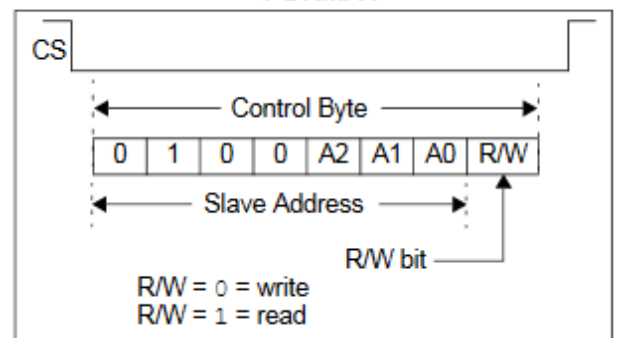 CS
Control Byte
0 1 0 0 A2 A1 A0 R/W
Slave Address
R/W bit
R/W = 0 = write
R/W = 1 = read